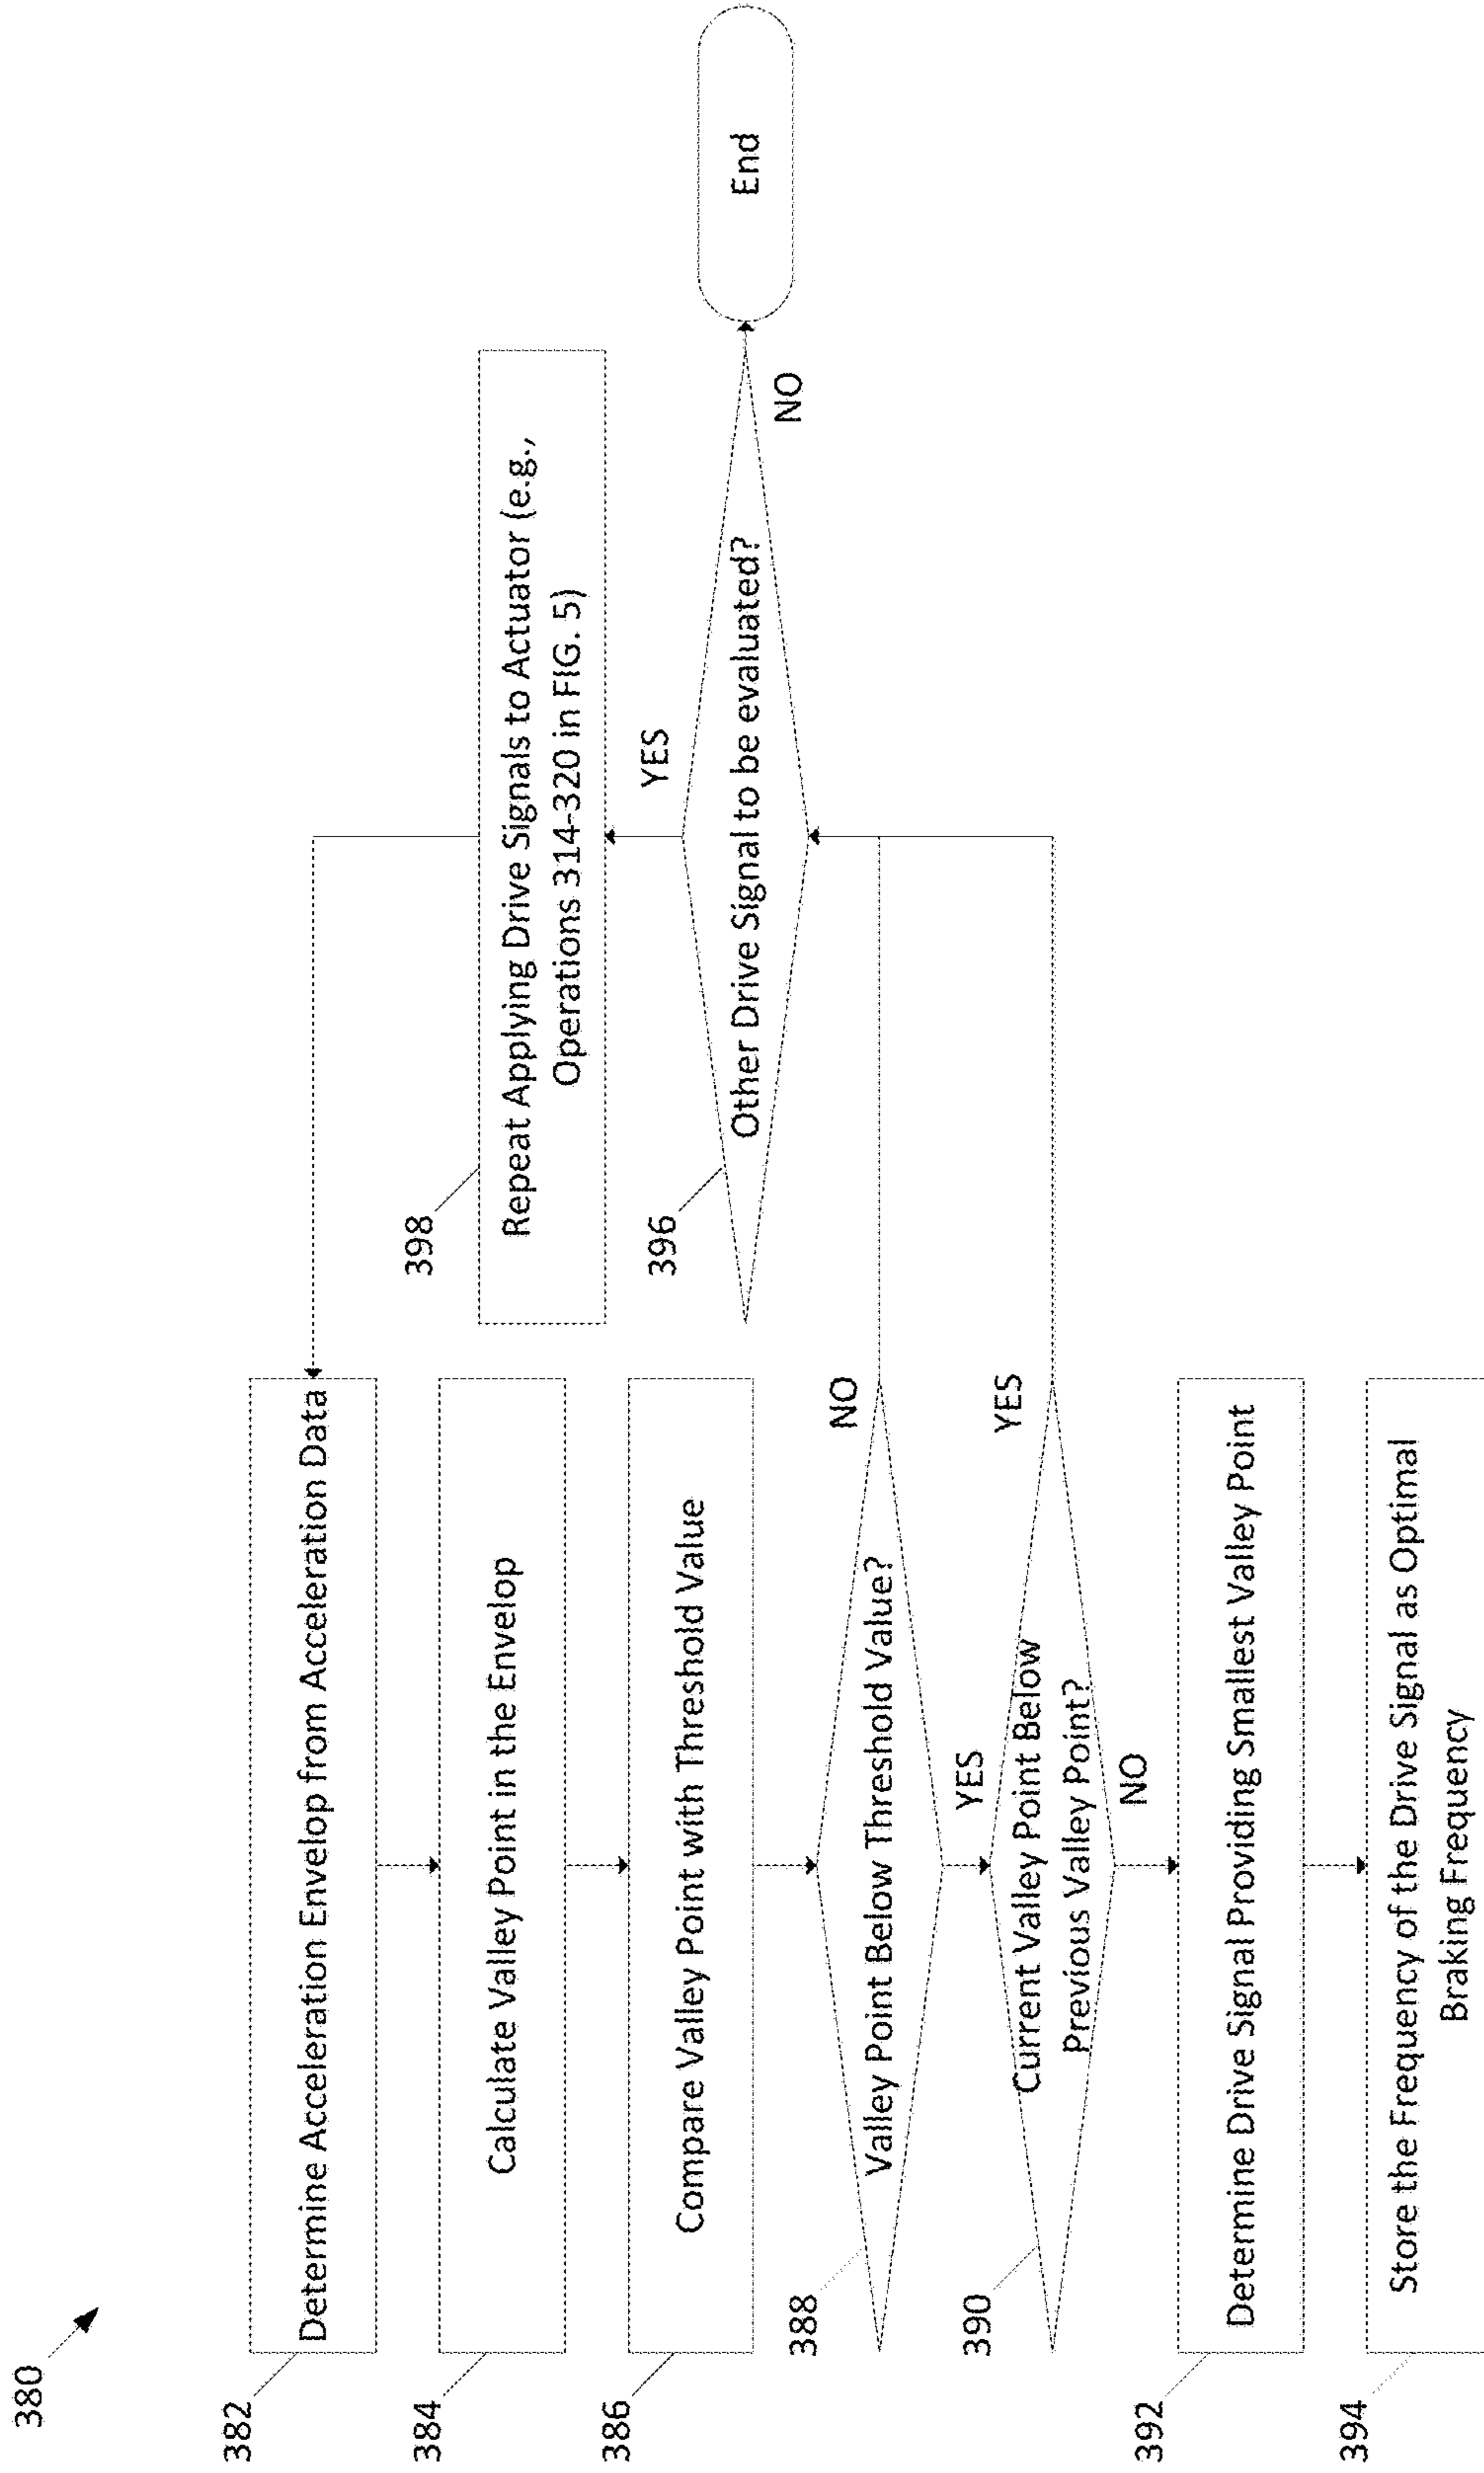 380
382
Determine Acceleration Envelop from Acceleration Data
384
Calculate Valley Point in the Envelop
386
Compare Valley Point with Threshold Value
388
Valley Point Below Threshold Value?
NO
YES
390
Current Valley Point Below
Previous Valley Point?
YES
NO
392
Determine Drive Signal Providing Smallest Valley Point
394
Store the Frequency of the Drive Signal as Optimal
Braking Frequency
398
Repeat Applying Drive Signals to Actuator (e.g.,
Operations 314-320 in FIG. 5)
YES
396
Other Drive Signal to be evaluated?
NO
End